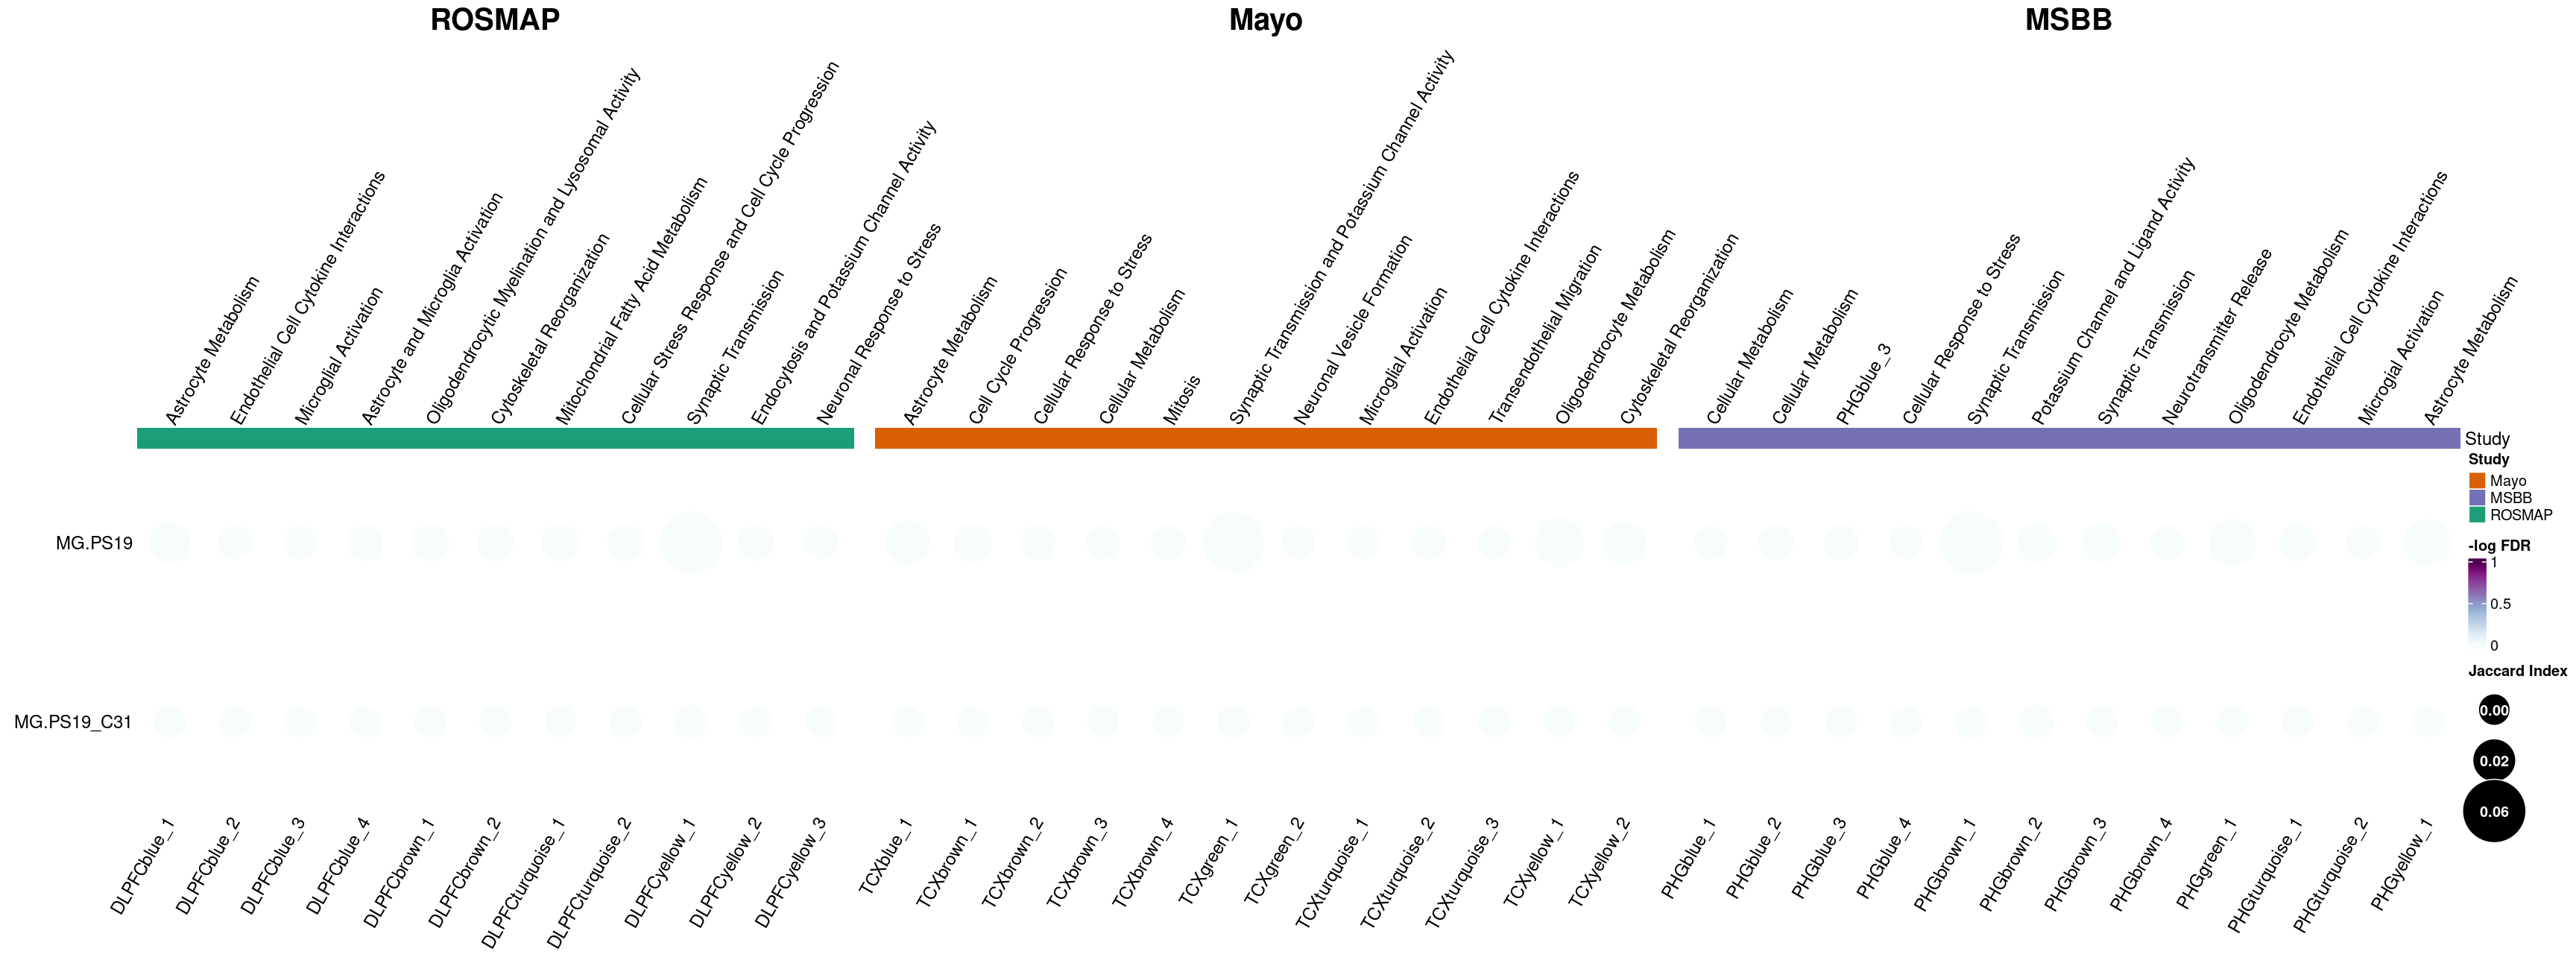 ROSMAP
Mayo
MSBB
Astrocyte Metabolism
Endothelial Cell Cytokine Interactions
Microglial Activation
Astrocyte and Microglia Activation
Oligodendrocytic Myelination and Lysosomal Activity
Cytoskeletal Reorganization
Mitochondrial Fatty Acid Metabolism
Cellular Stress Response and Cell Cycle Progression
Synaptic Transmission
Endocytosis and Potassium Channel Activity
Neuronal Response to Stress
Astrocyte Metabolism
Cell Cycle Progression
Cellular Response to Stress
Cellular Metabolism
Mitosis
Synaptic Transmission and Potassium Channel Activity
Neuronal Vesicle Formation
Microglial Activation
Endothelial Cell Cytokine Interactions
Transendothelial Migration
Oligodendrocyte Metabolism
Cytoskeletal Reorganization
Cellular Metabolism
Cellular Metabolism
PHGblue_3
Cellular Response to Stress
Synaptic Transmission
Potassium Channel and Ligand Activity
Synaptic Transmission
Neurotransmitter Release
Oligodendrocyte Metabolism
Endothelial Cell Cytokine Interactions
Microgial Activation
Astrocyte Metabolism
Study
Study
Mayo
MSBB
ROSMAP
-log FDR
1
0.5
0
Jaccard Index
0.00
0.02
0.06
MG.PS19
MG.PS19_C31
DLPFCblue_1
DLPFCblue_2
DLPFCblue_3
DLPFCblue_4
DLPFCbrown_1
DLPFCbrown_2
DLPFCturquoise_1
DLPFCturquoise_2
DLPFCyellow_1
DLPFCyellow_2
DLPFCyellow_3
TCXblue_1
TCXbrown_1
TCXbrown_2
TCXbrown_3
TCXbrown_4
TCXgreen_1
TCXgreen_2
TCXturquoise_1
TCXturquoise_2
TCXturquoise_3
TCXyellow_1
TCXyellow_2
PHGblue_1
PHGblue_2
PHGblue_3
PHGblue_4
PHGbrown_1
PHGbrown_2
PHGbrown_3
PHGbrown_4
PHGgreen_1
PHGturquoise_1
PHGturquoise_2
PHGyellow_1